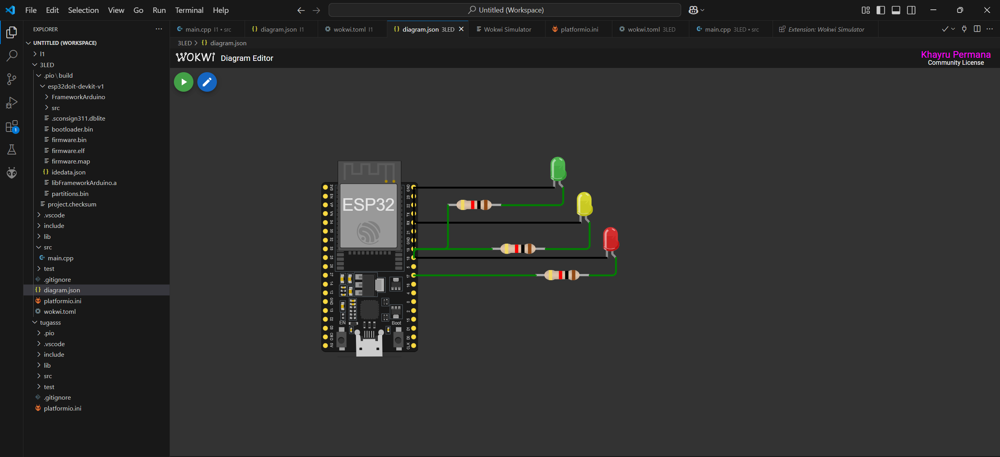 File Edit Selection View Go Run Terminal Help
Untitled (Workspace)
EXPLORER
UNTITLED (WORKSPACE)
l1
3LED
.pio\build
esp32doit-devkit-v1
FrameworkArduino
src
.sconsign311.dblite
bootloader.bin
firmware.bin
firmware.elf
firmware.map
idedata.json
libFrameworkArduino.a
partitions.bin
project.checksum
.vscode
include
lib
src
main.cpp
test
.gitignore
diagram.json
platformio.ini
wokwi.toml
tugasss
.pio
.vscode
include
lib
src
test
.gitignore
platformio.ini
1
main.cpp l1 • src
diagram.json l1
wokwi.toml l1
diagram.json 3LED
Wokwi Simulator
platformio.ini
wokwi.toml 3LED
main.cpp 3LED • src
Extension: Wokwi Simulator
3LED > diagram.json
WOKWi Diagram Editor
Khayru Permana
Community License
ESP32
3V3
EN
VP
VN
34
35
32
33
25
26
27
14
12
GND
13
D2
D3
CMD
5V
GND
23
22
TX
RX
21
GND
19
18
5
17
16
4
0
2
15
D1
D0
CLK
EN
Boot